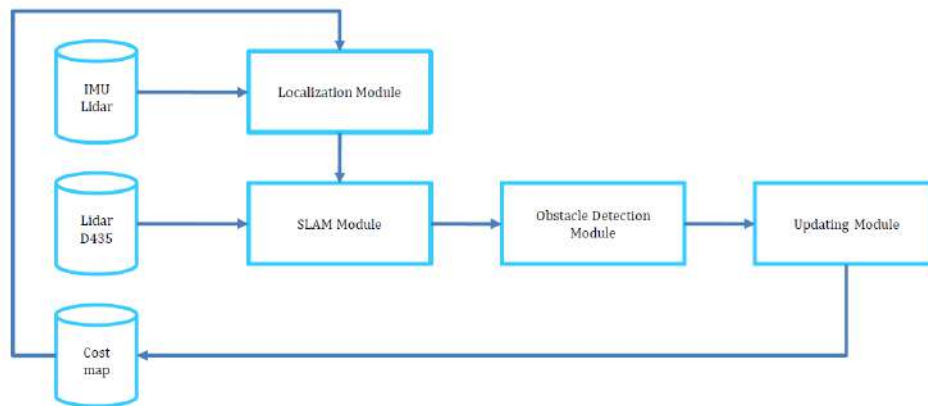 IMU
Lidar
Localization Module
Lidar
D435
SLAM Module
Obstacle Detection
Module
Updating Module
Cost
map